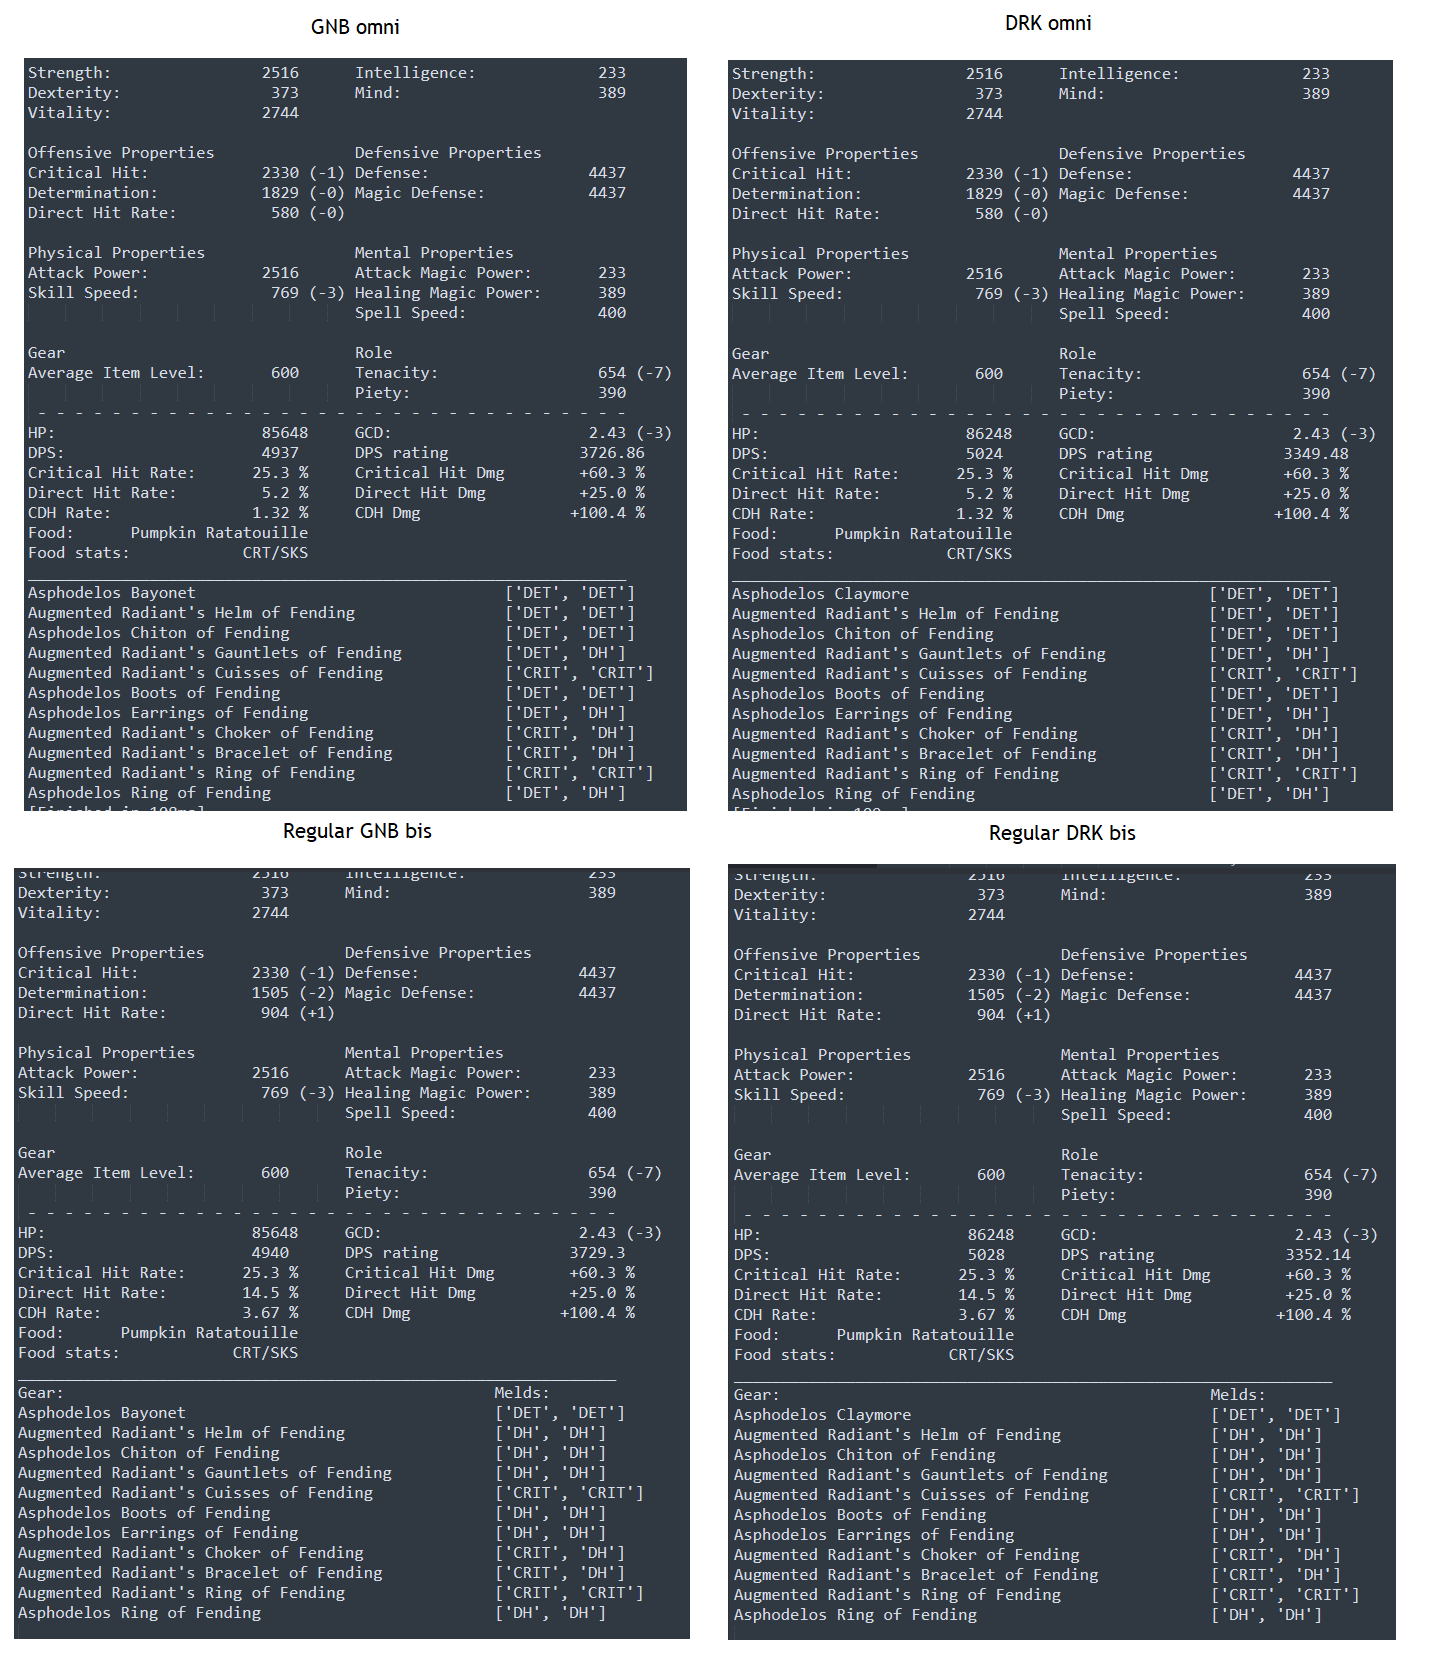 GNB omni
Strength: 2516 Intelligence: 233
Dexterity: 373 Mind: 389
Vitality: 2744
Offensive Properties Defensive Properties
Critical Hit: 2330 (-1) Defense: 4437
Determination: 1829 (-0) Magic Defense: 4437
Direct Hit Rate: 580 (-0)
Physical Properties Mental Properties
Attack Power: 2516 Attack Magic Power: 233
Skill Speed: 769 (-3) Healing Magic Power: 389
Spell Speed: 400
Gear Role
Average Item Level: 600 Tenacity: 654 (-7)
Piety: 390
- - - - - - - - - - - - - - - - - - - - - - - - - - - - - - - -
HP: 85648 GCD: 2.43 (-3)
DPS: 4937 DPS rating 3726.86
Critical Hit Rate: 25.3 % Critical Hit Dmg +60.3 %
Direct Hit Rate: 5.2 % Direct Hit Dmg +25.0 %
CDH Rate: 1.32 % CDH Dmg +100.4 %
Food: Pumpkin Ratatouille
Food stats: CRT/SKS
Asphodelos Bayonet ['DET', 'DET']
Augmented Radiant's Helm of Fending ['DET', 'DET']
Asphodelos Chiton of Fending ['DET', 'DET']
Augmented Radiant's Gauntlets of Fending ['DET', 'DH']
Augmented Radiant's Cuisses of Fending ['CRIT', 'CRIT']
Asphodelos Boots of Fending ['DET', 'DET']
Asphodelos Earrings of Fending ['DET', 'DH']
Augmented Radiant's Choker of Fending ['CRIT', 'DH']
Augmented Radiant's Bracelet of Fending ['CRIT', 'DH']
Augmented Radiant's Ring of Fending ['CRIT', 'CRIT']
Asphodelos Ring of Fending ['DET', 'DH']
DRK omni
Strength: 2516 Intelligence: 233
Dexterity: 373 Mind: 389
Vitality: 2744
Offensive Properties Defensive Properties
Critical Hit: 2330 (-1) Defense: 4437
Determination: 1829 (-0) Magic Defense: 4437
Direct Hit Rate: 580 (-0)
Physical Properties Mental Properties
Attack Power: 2516 Attack Magic Power: 233
Skill Speed: 769 (-3) Healing Magic Power: 389
Spell Speed: 400
Gear Role
Average Item Level: 600 Tenacity: 654 (-7)
Piety: 390
- - - - - - - - - - - - - - - - - - - - - - - - - - - - - - - -
HP: 86248 GCD: 2.43 (-3)
DPS: 5024 DPS rating 3349.48
Critical Hit Rate: 25.3 % Critical Hit Dmg +60.3 %
Direct Hit Rate: 5.2 % Direct Hit Dmg +25.0 %
CDH Rate: 1.32 % CDH Dmg +100.4 %
Food: Pumpkin Ratatouille
Food stats: CRT/SKS
Asphodelos Claymore ['DET', 'DET']
Augmented Radiant's Helm of Fending ['DET', 'DET']
Asphodelos Chiton of Fending ['DET', 'DET']
Augmented Radiant's Gauntlets of Fending ['DET', 'DH']
Augmented Radiant's Cuisses of Fending ['CRIT', 'CRIT']
Asphodelos Boots of Fending ['DET', 'DET']
Asphodelos Earrings of Fending ['DET', 'DH']
Augmented Radiant's Choker of Fending ['CRIT', 'DH']
Augmented Radiant's Bracelet of Fending ['CRIT', 'DH']
Augmented Radiant's Ring of Fending ['CRIT', 'CRIT']
Asphodelos Ring of Fending ['DET', 'DH']
Regular GNB bis
Strength: 2516 Intelligence: 233
Dexterity: 373 Mind: 389
Vitality: 2744
Offensive Properties Defensive Properties
Critical Hit: 2330 (-1) Defense: 4437
Determination: 1505 (-2) Magic Defense: 4437
Direct Hit Rate: 904 (+1)
Physical Properties Mental Properties
Attack Power: 2516 Attack Magic Power: 233
Skill Speed: 769 (-3) Healing Magic Power: 389
Spell Speed: 400
Gear Role
Average Item Level: 600 Tenacity: 654 (-7)
Piety: 390
- - - - - - - - - - - - - - - - - - - - - - - - - - - - - - - -
HP: 85648 GCD: 2.43 (-3)
DPS: 4940 DPS rating 3729.3
Critical Hit Rate: 25.3 % Critical Hit Dmg +60.3 %
Direct Hit Rate: 14.5 % Direct Hit Dmg +25.0 %
CDH Rate: 3.67 % CDH Dmg +100.4 %
Food: Pumpkin Ratatouille
Food stats: CRT/SKS
Gear: Melds:
Asphodelos Bayonet ['DET', 'DET']
Augmented Radiant's Helm of Fending ['DH', 'DH']
Asphodelos Chiton of Fending ['DH', 'DH']
Augmented Radiant's Gauntlets of Fending ['DH', 'DH']
Augmented Radiant's Cuisses of Fending ['CRIT', 'CRIT']
Asphodelos Boots of Fending ['DH', 'DH']
Asphodelos Earrings of Fending ['DH', 'DH']
Augmented Radiant's Choker of Fending ['CRIT', 'DH']
Augmented Radiant's Bracelet of Fending ['CRIT', 'DH']
Augmented Radiant's Ring of Fending ['CRIT', 'CRIT']
Asphodelos Ring of Fending ['DH', 'DH']
Regular DRK bis
Strength: 2516 Intelligence: 233
Dexterity: 373 Mind: 389
Vitality: 2744
Offensive Properties Defensive Properties
Critical Hit: 2330 (-1) Defense: 4437
Determination: 1505 (-2) Magic Defense: 4437
Direct Hit Rate: 904 (+1)
Physical Properties Mental Properties
Attack Power: 2516 Attack Magic Power: 233
Skill Speed: 769 (-3) Healing Magic Power: 389
Spell Speed: 400
Gear Role
Average Item Level: 600 Tenacity: 654 (-7)
Piety: 390
- - - - - - - - - - - - - - - - - - - - - - - - - - - - - - - -
HP: 86248 GCD: 2.43 (-3)
DPS: 5028 DPS rating 3352.14
Critical Hit Rate: 25.3 % Critical Hit Dmg +60.3 %
Direct Hit Rate: 14.5 % Direct Hit Dmg +25.0 %
CDH Rate: 3.67 % CDH Dmg +100.4 %
Food: Pumpkin Ratatouille
Food stats: CRT/SKS
Gear: Melds:
Asphodelos Claymore ['DET', 'DET']
Augmented Radiant's Helm of Fending ['DH', 'DH']
Asphodelos Chiton of Fending ['DH', 'DH']
Augmented Radiant's Gauntlets of Fending ['DH', 'DH']
Augmented Radiant's Cuisses of Fending ['CRIT', 'CRIT']
Asphodelos Boots of Fending ['DH', 'DH']
Asphodelos Earrings of Fending ['DH', 'DH']
Augmented Radiant's Choker of Fending ['CRIT', 'DH']
Augmented Radiant's Bracelet of Fending ['CRIT', 'DH']
Augmented Radiant's Ring of Fending ['CRIT', 'CRIT']
Asphodelos Ring of Fending ['DH', 'DH']